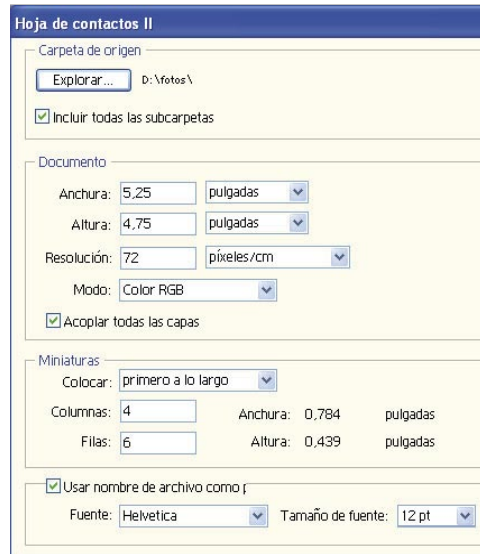 Hoja de contactos II
Carpeta de origen
Explorar... D:\fotos\
Incluir todas las subcarpetas
Documento
Anchura: 5,25 pulgadas
Altura: 4,75 pulgadas
Resolución: 72 píxeles/cm
Modo: Color RGB
Acoplar todas las capas
Miniaturas
Colocar: primero a lo largo
Columnas: 4 Anchura: 0,784 pulgadas
Filas: 6 Altura: 0,439 pulgadas
Usar nombre de archivo como
Fuente: Helvetica Tamaño de fuente: 12 pt